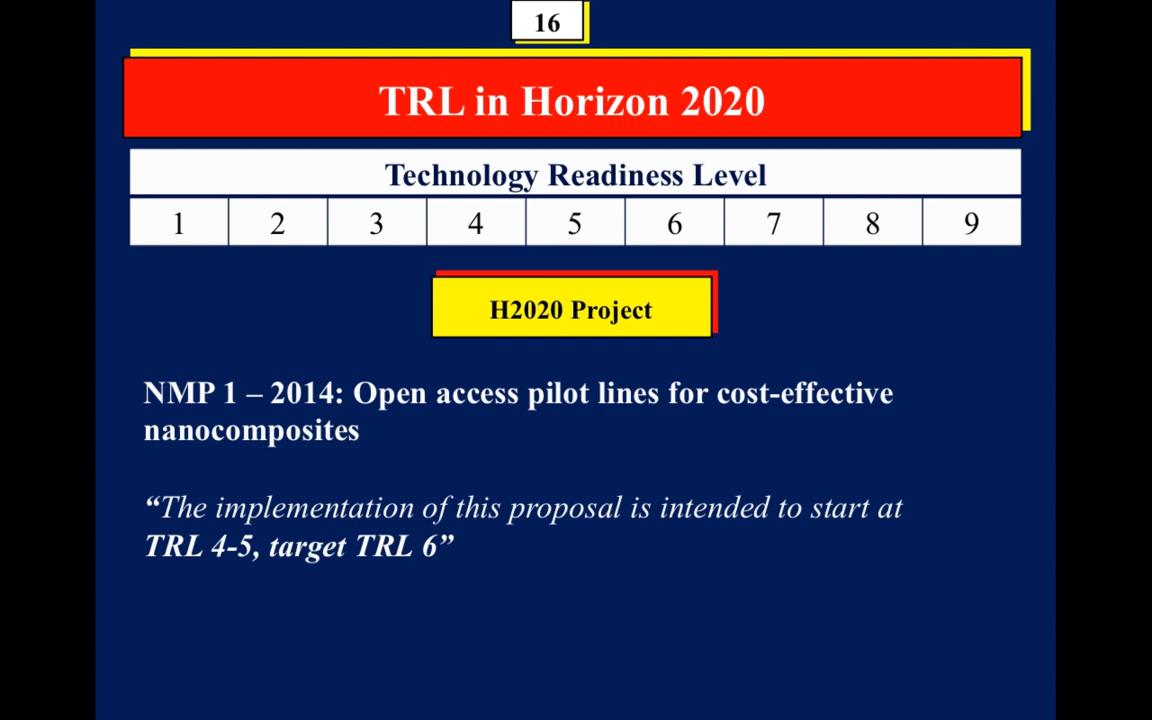 16
TRL in Horizon 2020
Technology Readiness Level
1 2 3 4 5 6 7 8 9
H2020 Project
NMP 1 – 2014: Open access pilot lines for cost-effective
nanocomposites
“The implementation of this proposal is intended to start at
TRL 4-5, target TRL 6”